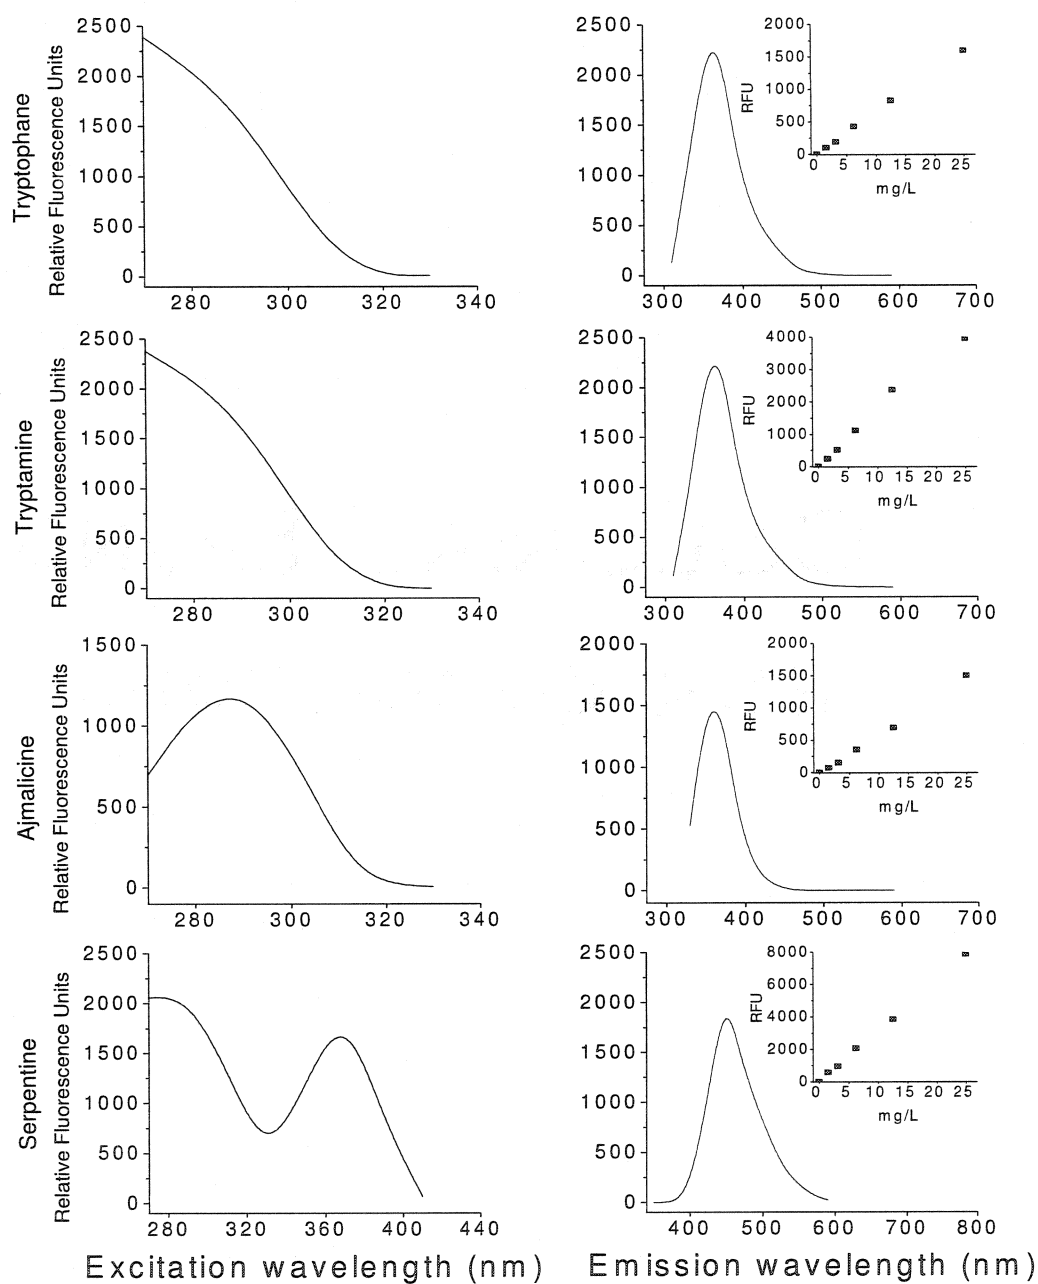 Tryptophane
Relative Fluorescence Units
2500
2000
1500
1000
500
0
280 300 320 340
2500
2000
1500
1000
500
0
300 400 500 600 700
RFU
2000
1500
1000
500
0
0 5 10 15 20 25
mg/L
Tryptamine
Relative Fluorescence Units
2500
2000
1500
1000
500
0
280 300 320 340
2500
2000
1500
1000
500
0
300 400 500 600 700
RFU
4000
3000
2000
1000
0
0 5 10 15 20 25
mg/L
Ajmalicine
Relative Fluorescence Units
1500
1000
500
0
280 300 320 340
2000
1500
1000
500
0
300 400 500 600 700
RFU
2000
1500
1000
500
0
0 5 10 15 20 25
mg/L
Serpentine
Relative Fluorescence Units
2500
2000
1500
1000
500
0
280 320 360 400 440
2500
2000
1500
1000
500
0
400 500 600 700 800
RFU
8000
6000
4000
2000
0
0 5 10 15 20 25
mg/L
Excitation wavelength (nm)
Emission wavelength (nm)